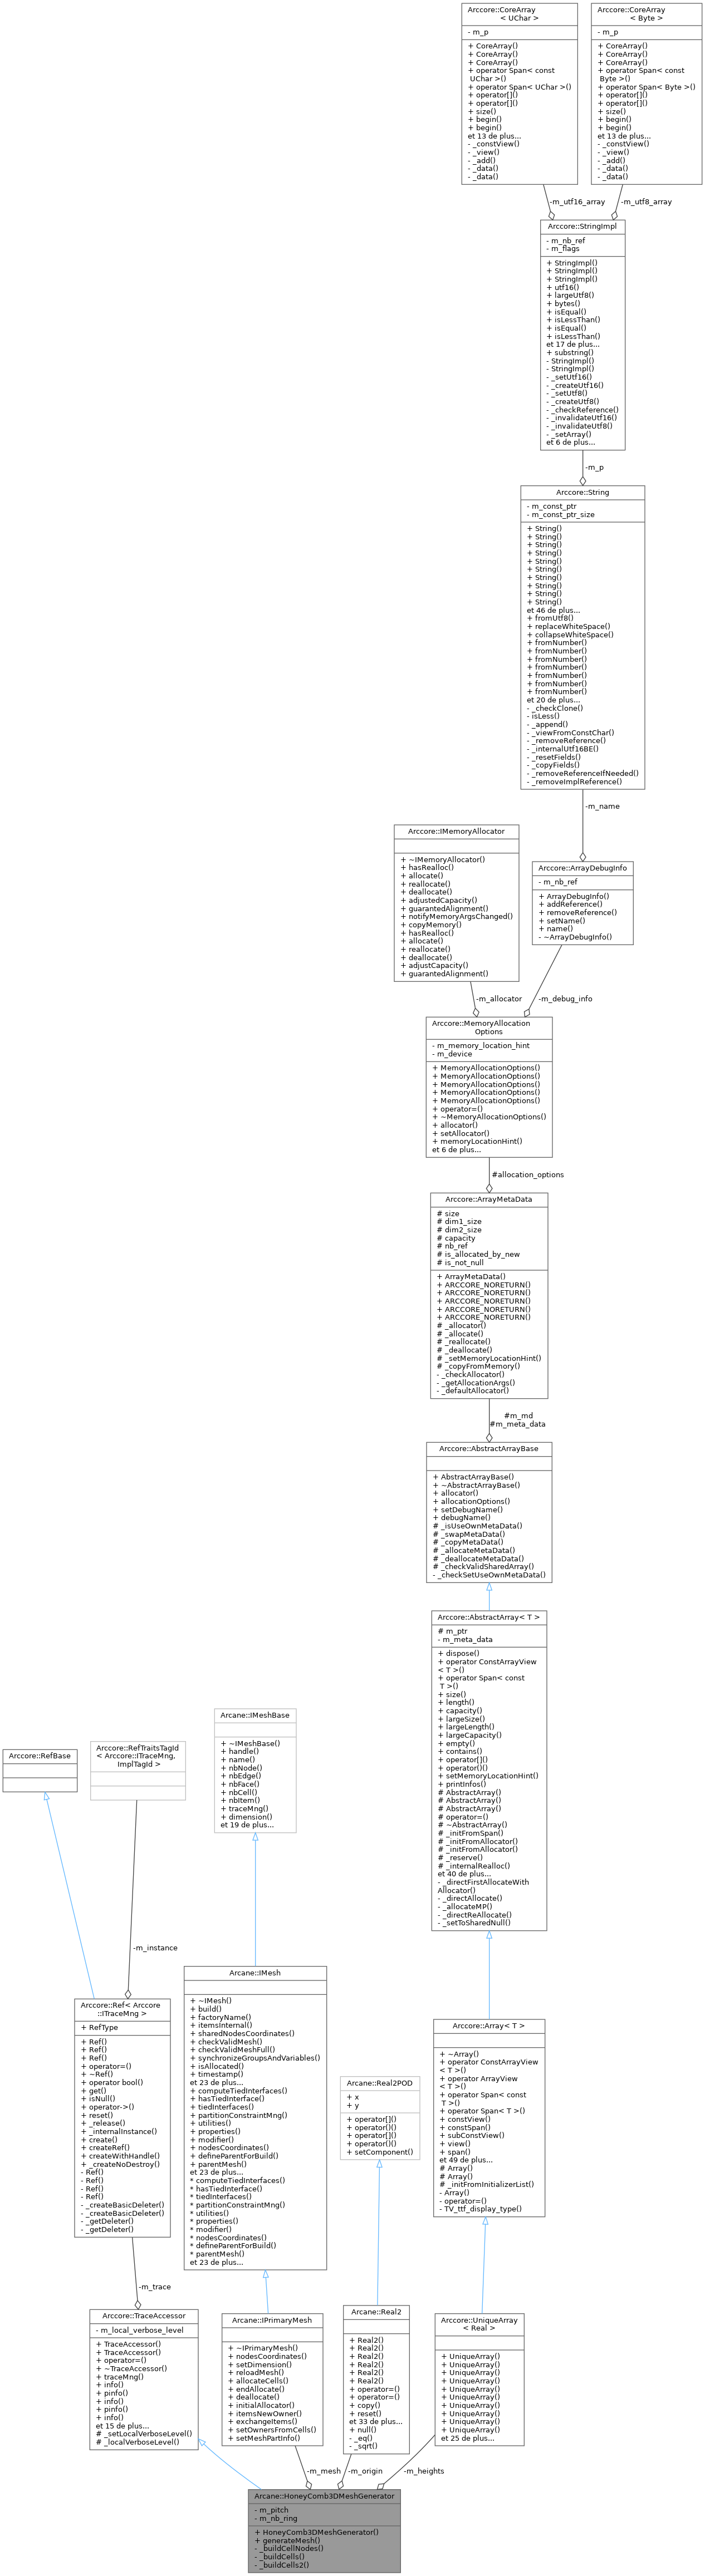 Arccore::CoreArray
< UChar >
- m_p
+ CoreArray()
+ CoreArray()
+ CoreArray()
+ operator Span< const
UChar >()
+ operator Span< UChar >()
+ operator[]()
+ operator[]()
+ size()
+ begin()
+ begin()
et 13 de plus...
- _constView()
- _view()
- _add()
- _data()
- _data()
Arccore::CoreArray
< Byte >
- m_p
+ CoreArray()
+ CoreArray()
+ CoreArray()
+ operator Span< const
Byte >()
+ operator Span< Byte >()
+ operator[]()
+ operator[]()
+ size()
+ begin()
+ begin()
et 13 de plus...
- _constView()
- _view()
- _add()
- _data()
- _data()
-m_utf16_array
-m_utf8_array
Arccore::StringImpl
- m_nb_ref
- m_flags
+ StringImpl()
+ StringImpl()
+ StringImpl()
+ utf16()
+ largeUtf8()
+ bytes()
+ isEqual()
+ isLessThan()
+ isEqual()
+ isLessThan()
et 17 de plus...
+ substring()
- StringImpl()
- StringImpl()
- _setUtf16()
- _createUtf16()
- _setUtf8()
- _createUtf8()
- _checkReference()
- _invalidateUtf16()
- _invalidateUtf8()
- _setArray()
et 6 de plus...
-m_p
Arccore::String
- m_const_ptr
- m_const_ptr_size
+ String()
+ String()
+ String()
+ String()
+ String()
+ String()
+ String()
+ String()
+ String()
+ String()
et 46 de plus...
+ fromUtf8()
+ replaceWhiteSpace()
+ collapseWhiteSpace()
+ fromNumber()
+ fromNumber()
+ fromNumber()
+ fromNumber()
+ fromNumber()
+ fromNumber()
+ fromNumber()
et 20 de plus...
- _checkClone()
- isLess()
- _append()
- _viewFromConstChar()
- _removeReference()
- _internalUtf16BE()
- _resetFields()
- _copyFields()
- _removeReferenceIfNeeded()
- _removeImplReference()
-m_name
Arccore::IMemoryAllocator
+ ~IMemoryAllocator()
+ hasRealloc()
+ allocate()
+ reallocate()
+ deallocate()
+ adjustedCapacity()
+ guarantedAlignment()
+ notifyMemoryArgsChanged()
+ copyMemory()
+ hasRealloc()
+ allocate()
+ reallocate()
+ deallocate()
+ adjustCapacity()
+ guarantedAlignment()
Arccore::ArrayDebugInfo
- m_nb_ref
+ ArrayDebugInfo()
+ addReference()
+ removeReference()
+ setName()
+ name()
- ~ArrayDebugInfo()
-m_allocator
-m_debug_info
Arccore::MemoryAllocation
Options
- m_memory_location_hint
- m_device
+ MemoryAllocationOptions()
+ MemoryAllocationOptions()
+ MemoryAllocationOptions()
+ MemoryAllocationOptions()
+ MemoryAllocationOptions()
+ operator=()
+ ~MemoryAllocationOptions()
+ allocator()
+ setAllocator()
+ memoryLocationHint()
et 6 de plus...
#allocation_options
Arccore::ArrayMetaData
# size
# dim1_size
# dim2_size
# capacity
# nb_ref
# is_allocated_by_new
# is_not_null
+ ArrayMetaData()
+ ARCCORE_NORETURN()
+ ARCCORE_NORETURN()
+ ARCCORE_NORETURN()
+ ARCCORE_NORETURN()
+ ARCCORE_NORETURN()
# _allocator()
# _allocate()
# _reallocate()
# _deallocate()
# _setMemoryLocationHint()
# _copyFromMemory()
- _checkAllocator()
- _getAllocationArgs()
- _defaultAllocator()
#m_md
#m_meta_data
Arccore::AbstractArrayBase
+ AbstractArrayBase()
+ ~AbstractArrayBase()
+ allocator()
+ allocationOptions()
+ setDebugName()
+ debugName()
# _isUseOwnMetaData()
# _swapMetaData()
# _copyMetaData()
# _allocateMetaData()
# _deallocateMetaData()
# _checkValidSharedArray()
- _checkSetUseOwnMetaData()
Arccore::AbstractArray< T >
# m_ptr
- m_meta_data
+ dispose()
+ operator ConstArrayView
< T >()
+ operator Span< const
T >()
+ size()
+ length()
+ capacity()
+ largeSize()
+ largeLength()
+ largeCapacity()
+ empty()
+ contains()
+ operator[]()
+ operator()()
+ setMemoryLocationHint()
+ printInfos()
# AbstractArray()
# AbstractArray()
# AbstractArray()
# operator=()
# ~AbstractArray()
# _initFromSpan()
# _initFromAllocator()
# _initFromAllocator()
# _reserve()
# _internalRealloc()
et 40 de plus...
- _directFirstAllocateWith
Allocator()
- _directAllocate()
- _allocateMP()
- _directReAllocate()
- _setToSharedNull()
Arccore::RefBase
Arccore::RefTraitsTagId
< Arccore::ITraceMng,
ImplTagId >
Arcane::IMeshBase
+ ~IMeshBase()
+ handle()
+ name()
+ nbNode()
+ nbEdge()
+ nbFace()
+ nbCell()
+ nbItem()
+ traceMng()
+ dimension()
et 19 de plus...
-m_instance
Arccore::Ref< Arccore
::ITraceMng >
+ RefType
+ Ref()
+ Ref()
+ Ref()
+ operator=()
+ ~Ref()
+ operator bool()
+ get()
+ isNull()
+ operator->()
+ reset()
+ _release()
+ _internalInstance()
+ create()
+ createRef()
+ createWithHandle()
+ _createNoDestroy()
- Ref()
- Ref()
- Ref()
- Ref()
- _createBasicDeleter()
- _createBasicDeleter()
- _getDeleter()
- _getDeleter()
Arcane::IMesh
+ ~IMesh()
+ build()
+ factoryName()
+ itemsInternal()
+ sharedNodesCoordinates()
+ checkValidMesh()
+ checkValidMeshFull()
+ synchronizeGroupsAndVariables()
+ isAllocated()
+ timestamp()
et 23 de plus...
+ computeTiedInterfaces()
+ hasTiedInterface()
+ tiedInterfaces()
+ partitionConstraintMng()
+ utilities()
+ properties()
+ modifier()
+ nodesCoordinates()
+ defineParentForBuild()
+ parentMesh()
et 23 de plus...
* computeTiedInterfaces()
* hasTiedInterface()
* tiedInterfaces()
* partitionConstraintMng()
* utilities()
* properties()
* modifier()
* nodesCoordinates()
* defineParentForBuild()
* parentMesh()
et 23 de plus...
Arcane::Real2POD
+ x
+ y
+ operator[]()
+ operator()()
+ operator[]()
+ operator()()
+ setComponent()
Arccore::Array< T >
+ ~Array()
+ operator ConstArrayView
< T >()
+ operator ArrayView
< T >()
+ operator Span< const
T >()
+ operator Span< T >()
+ constView()
+ constSpan()
+ subConstView()
+ view()
+ span()
et 49 de plus...
# Array()
# Array()
# _initFromInitializerList()
- Array()
- operator=()
- TV_ttf_display_type()
-m_trace
Arccore::TraceAccessor
- m_local_verbose_level
+ TraceAccessor()
+ TraceAccessor()
+ operator=()
+ ~TraceAccessor()
+ traceMng()
+ info()
+ pinfo()
+ info()
+ pinfo()
+ info()
et 15 de plus...
# _setLocalVerboseLevel()
# _localVerboseLevel()
Arcane::IPrimaryMesh
+ ~IPrimaryMesh()
+ nodesCoordinates()
+ setDimension()
+ reloadMesh()
+ allocateCells()
+ endAllocate()
+ deallocate()
+ initialAllocator()
+ itemsNewOwner()
+ exchangeItems()
+ setOwnersFromCells()
+ setMeshPartInfo()
Arcane::Real2
+ Real2()
+ Real2()
+ Real2()
+ Real2()
+ Real2()
+ Real2()
+ operator=()
+ operator=()
+ copy()
+ reset()
et 33 de plus...
+ null()
- _eq()
- _sqrt()
Arccore::UniqueArray
< Real >
+ UniqueArray()
+ UniqueArray()
+ UniqueArray()
+ UniqueArray()
+ UniqueArray()
+ UniqueArray()
+ UniqueArray()
+ UniqueArray()
+ UniqueArray()
+ UniqueArray()
et 25 de plus...
-m_mesh
-m_origin
-m_heights
Arcane::HoneyComb3DMeshGenerator
- m_pitch
- m_nb_ring
+ HoneyComb3DMeshGenerator()
+ generateMesh()
- _buildCellNodes()
- _buildCells()
- _buildCells2()